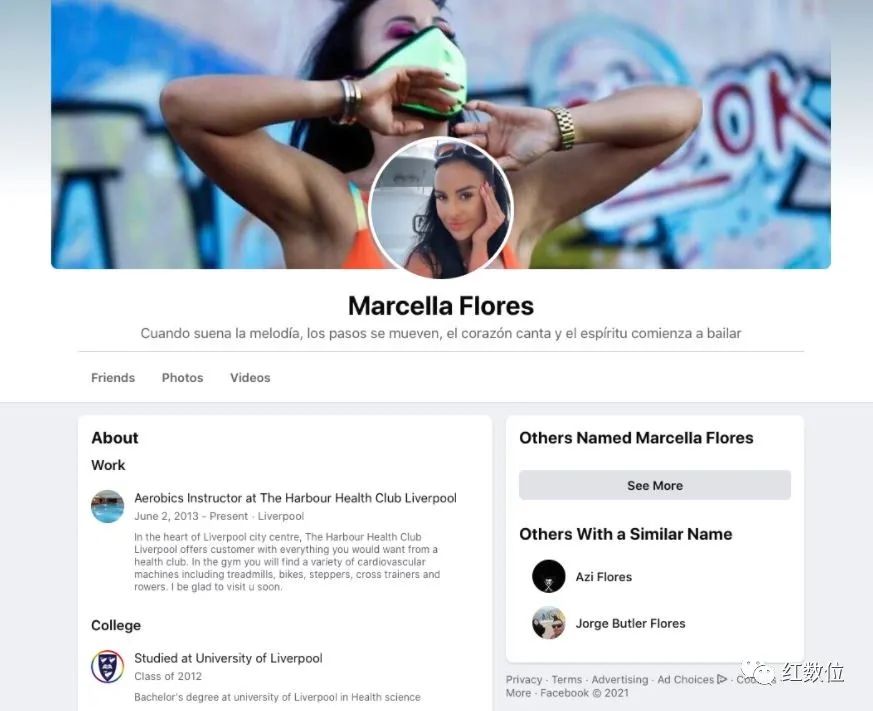 OK
Marcella Flores
Cuando suena la melodía, los pasos se mueven, el corazón canta y el espíritu comienza a bailar
Friends Photos Videos
About
Work
Aerobics Instructor at The Harbour Health Club Liverpool
June 2, 2013 - Present · Liverpool
In the heart of Liverpool city centre, The Harbour Health Club
Liverpool offers customer with everything you would want from a
health club. In the gym you will find a variety of cardiovascular
machines including treadmills, bikes, steppers, cross trainers and
rowers. I be glad to visit u soon.
College
Studied at University of Liverpool
Class of 2012
Bachelor's degree at university of Liverpool in Health science
Others Named Marcella Flores
See More
Others With a Similar Name
Azi Flores
Jorge Butler Flores
Privacy · Terms · Advertising · Ad Choices ·
More · Facebook © 2021
红数位